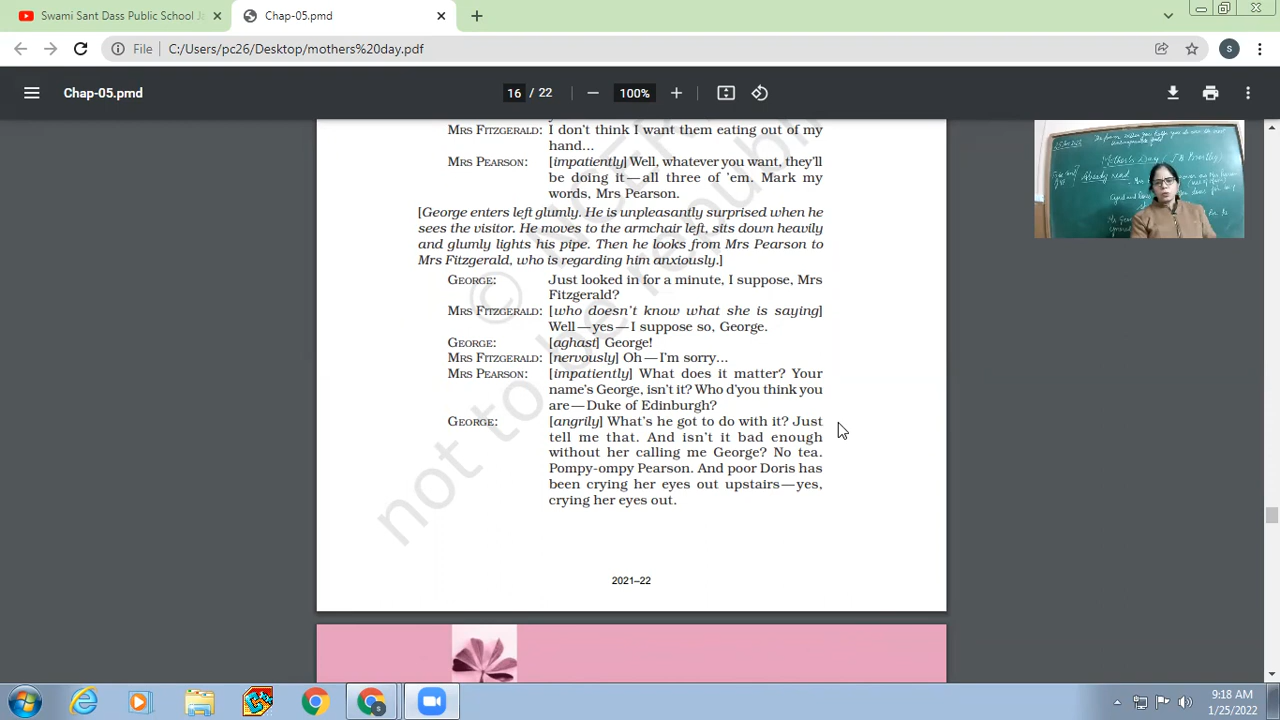 Swami Sant Dass Public School Ja
Chap-05.pmd
File
C:/Users/pc26/Desktop/mothers%20day.pdf
S
Chap-05.pmd
16 / 22
100%
MRS FITZGERALD: I don't think I want them eating out of my
hand...
MRS PEARSON: [impatiently] Well, whatever you want, they'll
be doing it—all three of 'em. Mark my
words, Mrs Pearson.
[George enters left glumly. He is unpleasantly surprised when he
sees the visitor. He moves to the armchair left, sits down heavily
and glumly lights his pipe. Then he looks from Mrs Pearson to
Mrs Fitzgerald, who is regarding him anxiously.]
GEORGE: Just looked in for a minute, I suppose, Mrs
Fitzgerald?
MRS FITZGERALD: [who doesn't know what she is saying]
Well—yes—I suppose so, George.
GEORGE: [aghast] George!
MRS FITZGERALD: [nervously] Oh—I'm sorry...
MRS PEARSON: [impatiently] What does it matter? Your
name's George, isn't it? Who d'you think you
are—Duke of Edinburgh?
GEORGE: [angrily] What's he got to do with it? Just
tell me that. And isn't it bad enough
without her calling me George? No tea.
Pompy-ompy Pearson. And poor Doris has
been crying her eyes out upstairs—yes,
crying her eyes out.
not to be republ
2021–22
Mother's Day
Already read
9:18 AM
1/25/2022